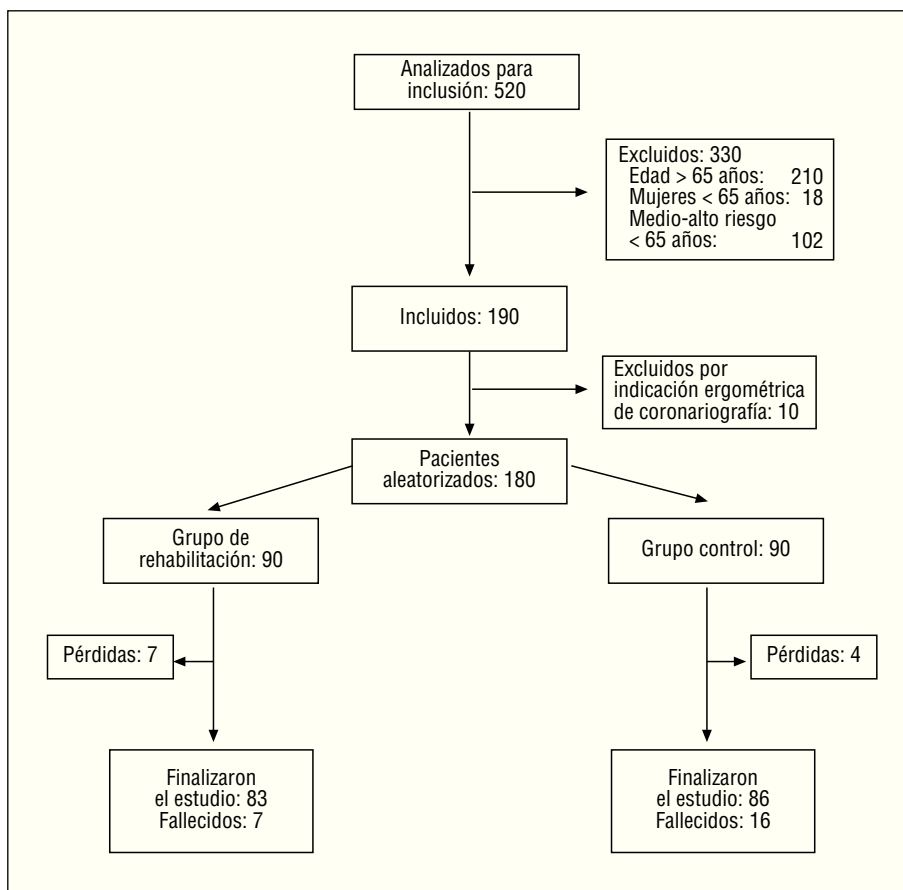 Analizados para
inclusión: 520
Excluidos: 330
Edad > 65 años: 210
Mujeres < 65 años: 18
Medio-alto riesgo
< 65 años: 102
Incluidos: 190
Excluidos por
indicación ergométrica
de coronariografía: 10
Pacientes
aleatorizados: 180
Grupo de
rehabilitación: 90
Grupo control: 90
Pérdidas: 7
Pérdidas: 4
Finalizaron
el estudio: 83
Fallecidos: 7
Finalizaron
el estudio: 86
Fallecidos: 16